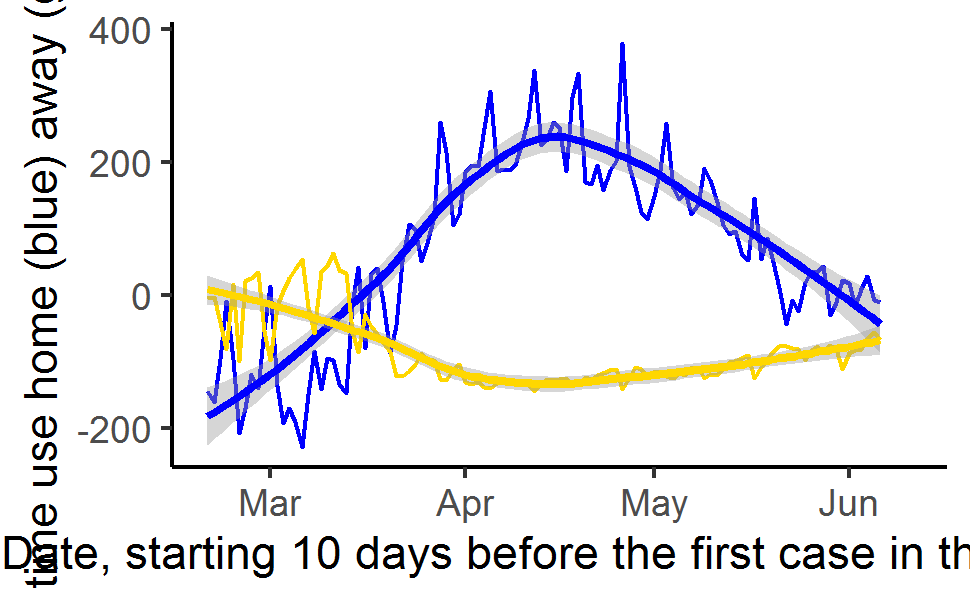 time use home (blue) away (
400
200
0
-200
Mar
Apr
May
Jun
Date, starting 10 days before the first case in th